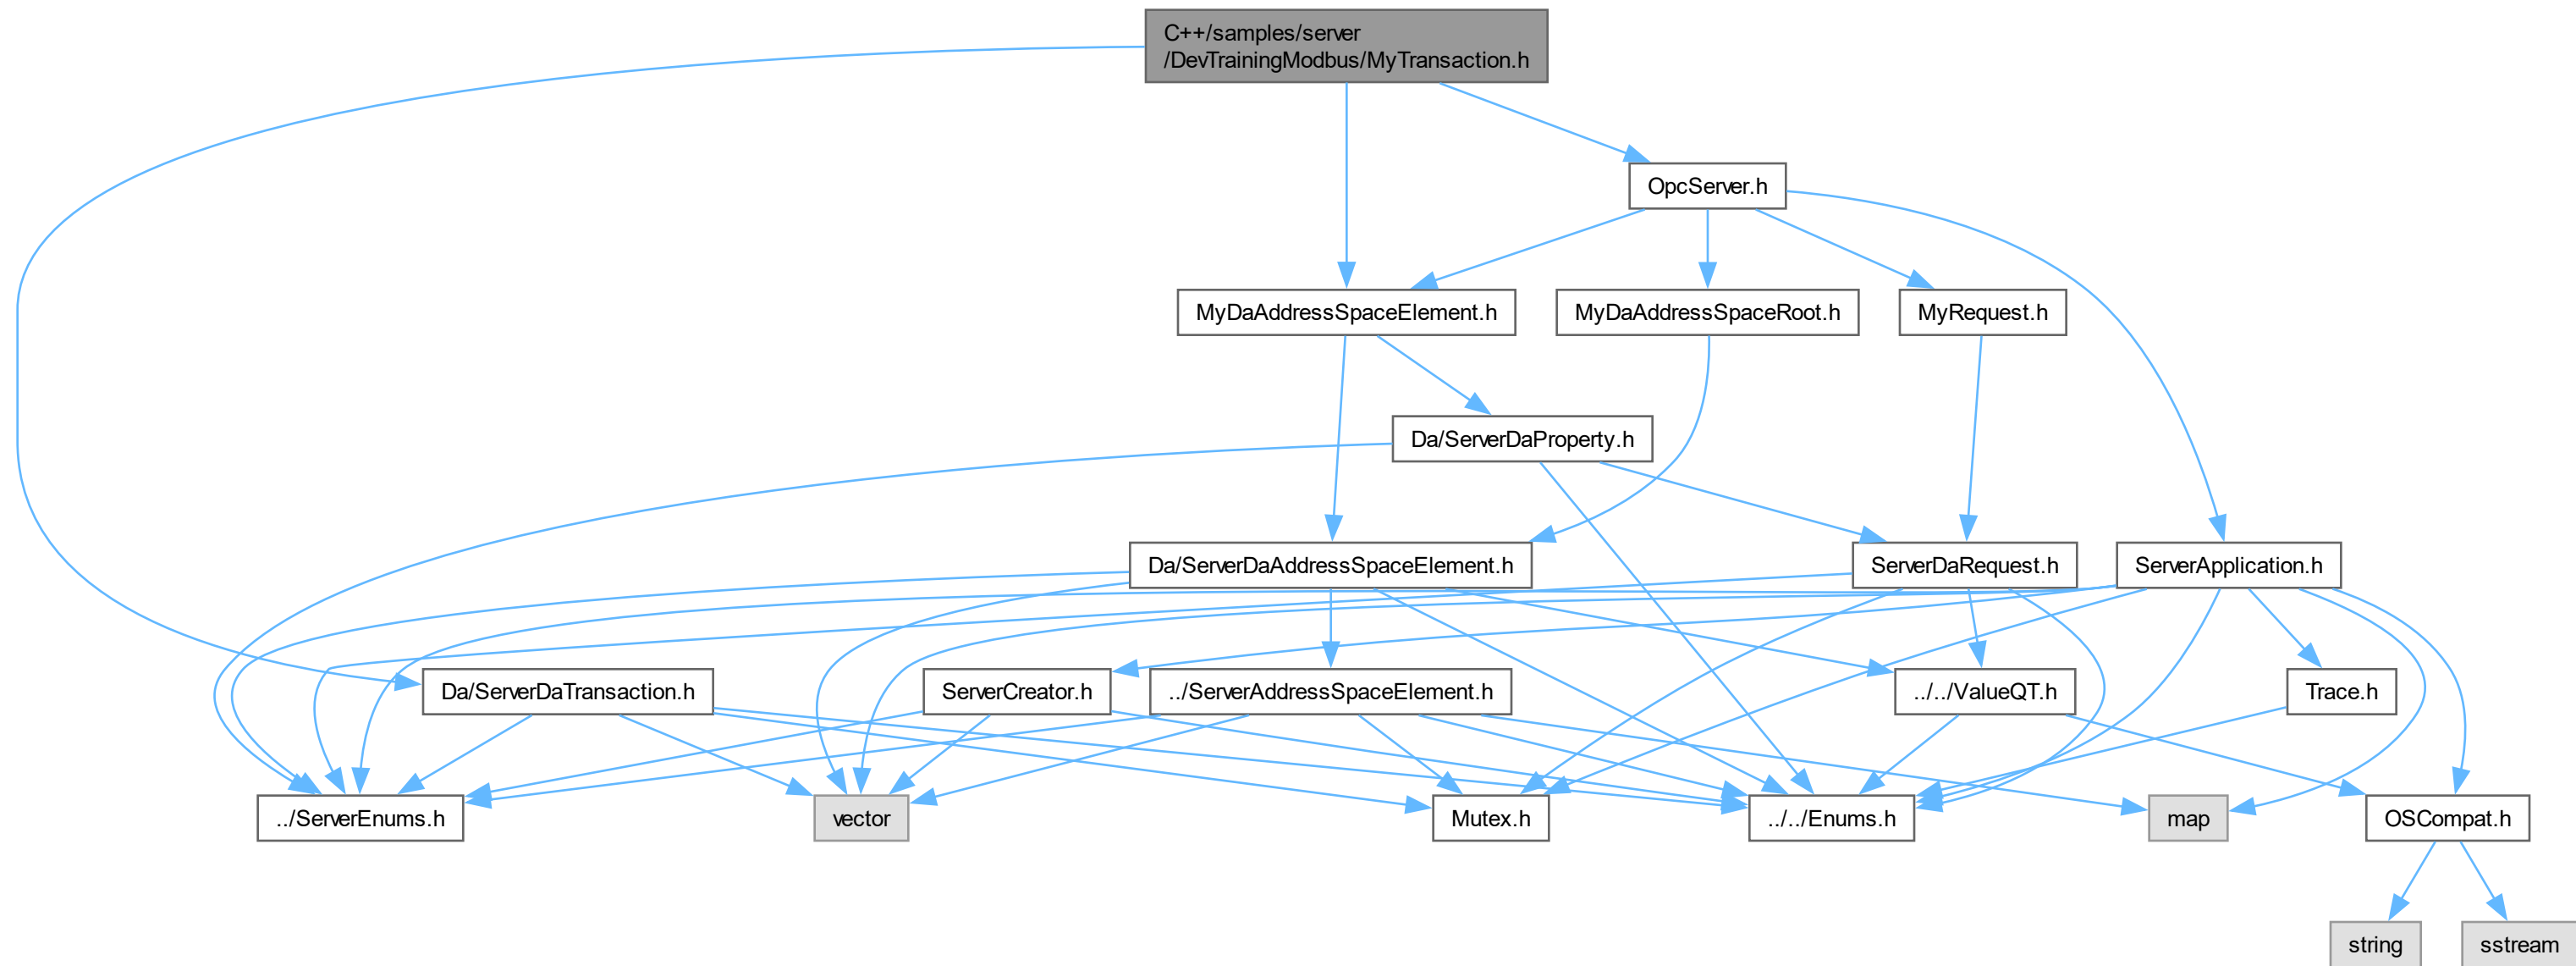 C++/samples/server
/DevTrainingModbus/MyTransaction.h
OpcServer.h
MyDaAddressSpaceElement.h
MyDaAddressSpaceRoot.h
MyRequest.h
Da/ServerDaProperty.h
Da/ServerDaAddressSpaceElement.h
ServerDaRequest.h
ServerApplication.h
Da/ServerDaTransaction.h
ServerCreator.h
../ServerAddressSpaceElement.h
../../ValueQT.h
Trace.h
../ServerEnums.h
vector
Mutex.h
../../Enums.h
map
OSCompat.h
string
sstream